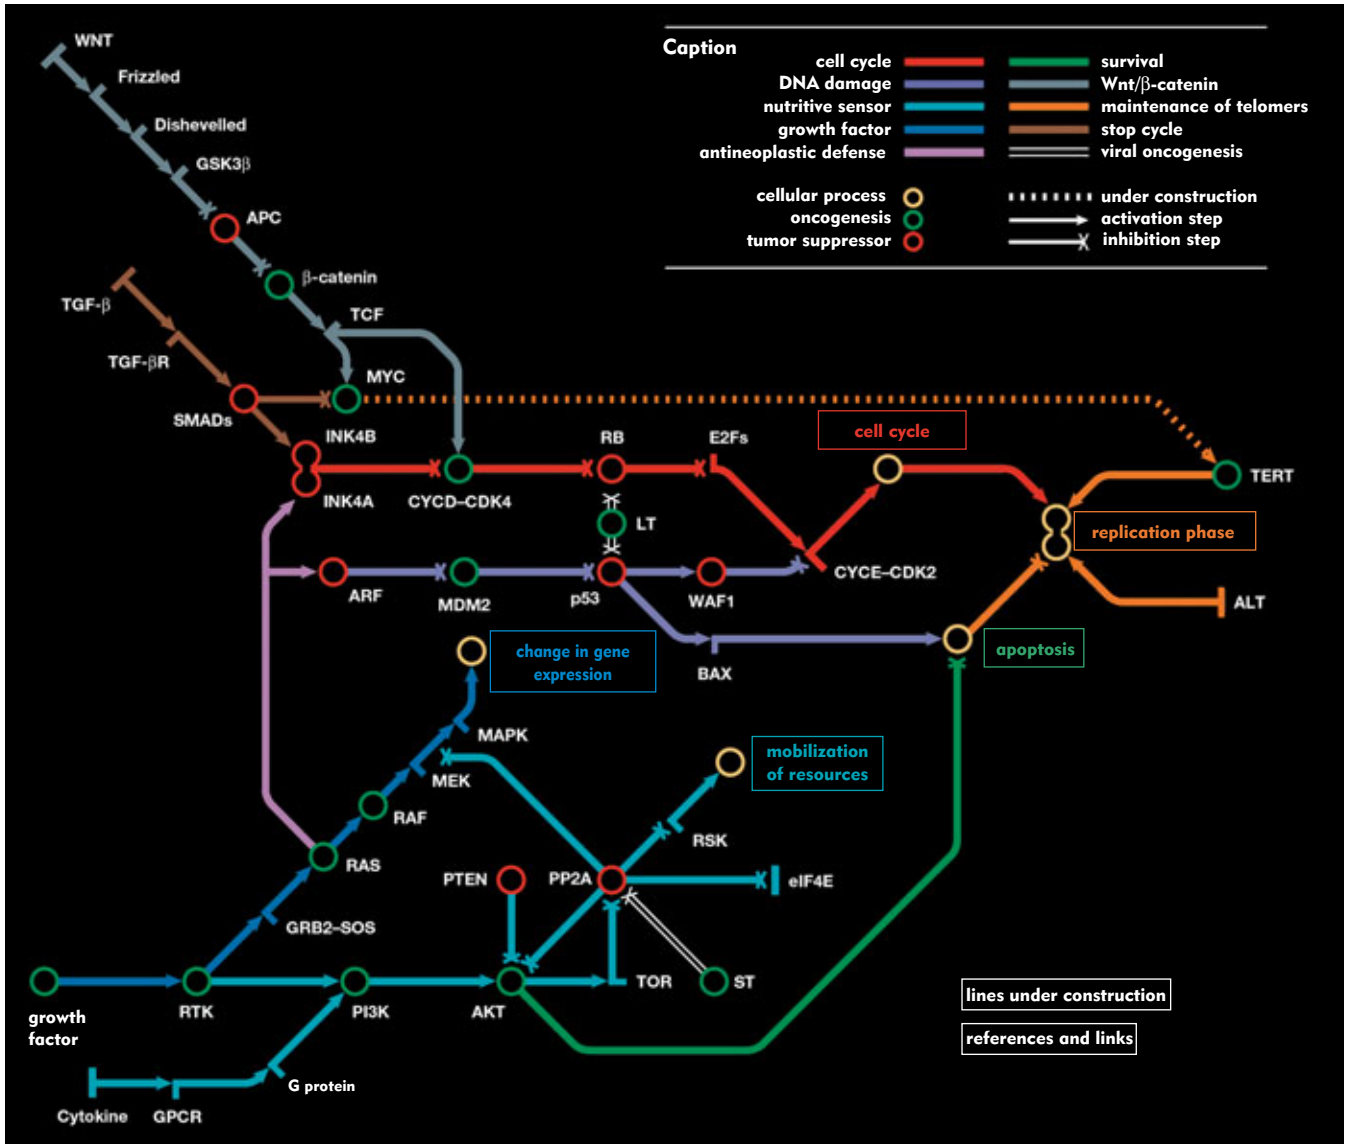 WNT
Frizzled
Dishevelled
GSK3β
APC
β-catenin
TCF
TGF-β
TGF-βR
SMADs
MYC
INK4B
INK4A
Caption
cell cycle
DNA damage
nutritive sensor
growth factor
antineoplastic defense
survival
Wnt/β-catenin
maintenance of telomers
stop cycle
viral oncogenesis
cellular process
oncogenesis
tumor suppressor
under construction
activation step
inhibition step
CYCD–CDK4
RB
E2Fs
cell cycle
TERT
LT
replication phase
CYCE–CDK2
ARF
MDM2
p53
WAF1
ALT
BAX
apoptosis
change in gene
expression
MAPK
MEK
RAF
RAS
mobilization
of resources
RSK
PTEN
PP2A
eIF4E
GRB2–SOS
growth
factor
RTK
PI3K
AKT
TOR
ST
lines under construction
references and links
G protein
Cytokine
GPCR